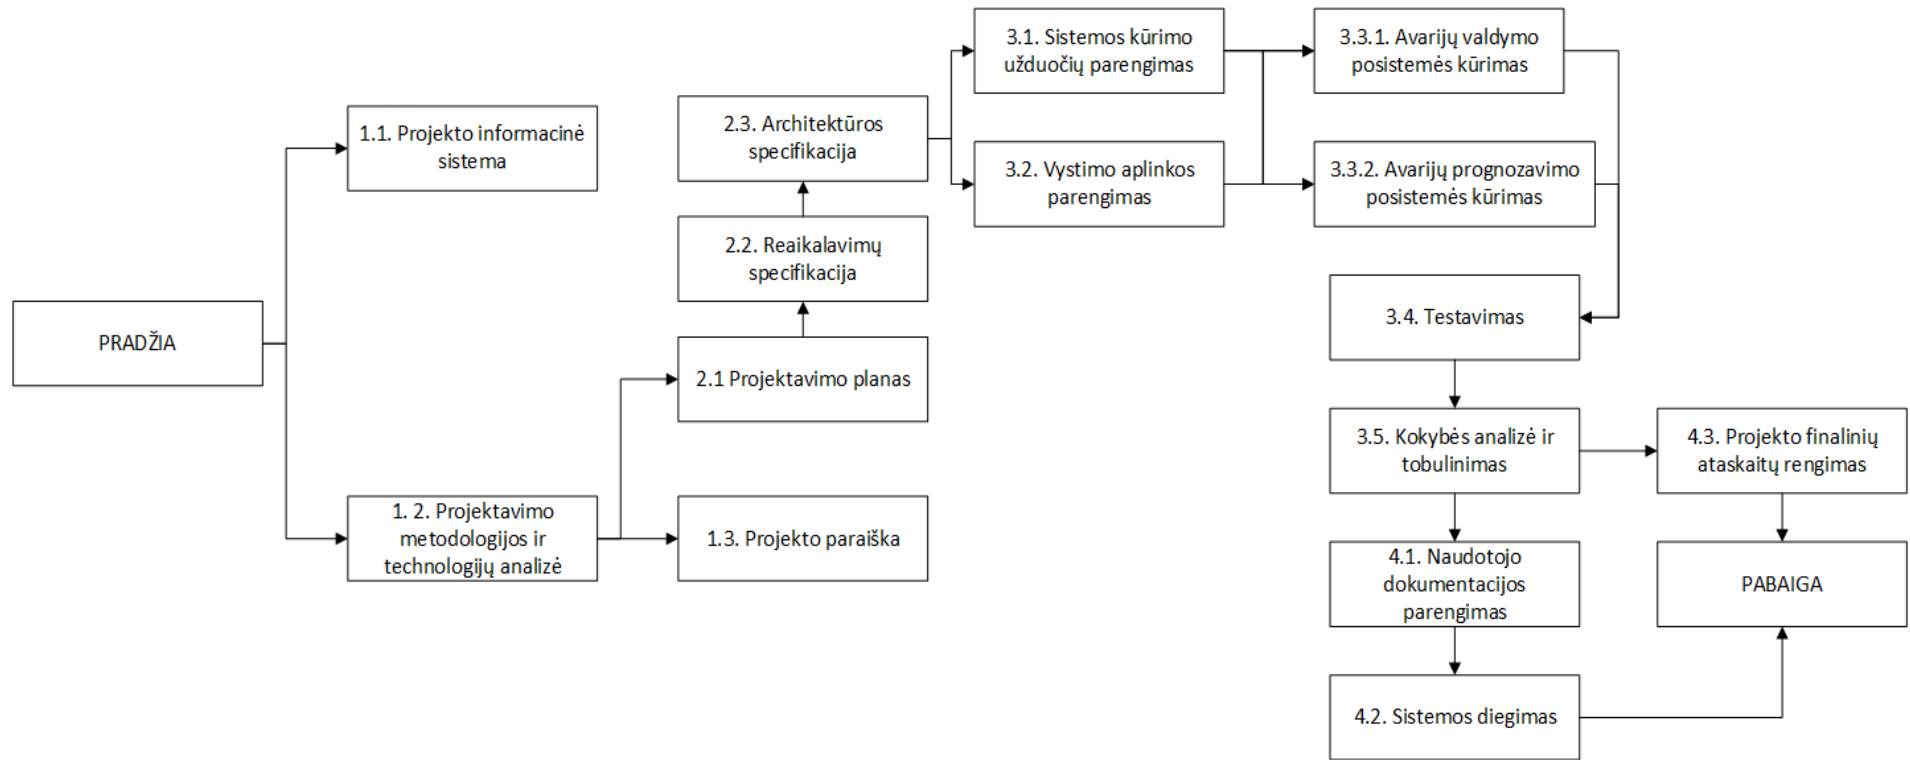 PRADŽIA
1.1. Projekto informacinė
sistema
1. 2. Projektavimo
metodologijos ir
technologijų analizė
2.3. Architektūros
specifikacija
2.2. Reaikalavimų
specifikacija
2.1 Projektavimo planas
1.3. Projekto paraiška
3.1. Sistemos kūrimo
užduočių parengimas
3.2. Vystimo aplinkos
parengimas
3.3.1. Avarijų valdymo
posistemės kūrimas
3.3.2. Avarijų prognozavimo
posistemės kūrimas
3.4. Testavimas
3.5. Kokybės analizė ir
tobulinimas
4.1. Naudotojo
dokumentacijos
parengimas
4.2. Sistemos diegimas
4.3. Projekto finalinių
ataskaitų rengimas
PABAIGA